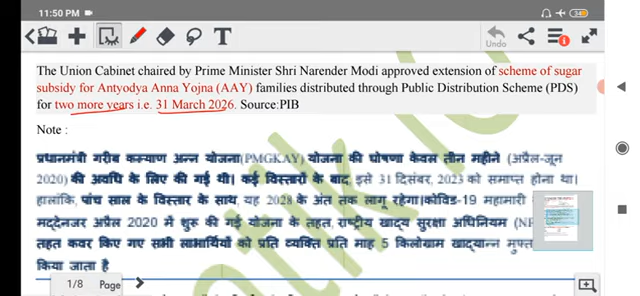 11:50 PM
34
Undo
The Union Cabinet chaired by Prime Minister Shri Narender Modi approved extension of scheme of sugar
subsidy for Antyodya Anna Yojna (AAY) families distributed through Public Distribution Scheme (PDS)
for two more years i.e. 31 March 2026. Source:PIB
Note :
प्रधानमंत्री गरीब कल्याण अन्न योजना(PMGKAY) योजना की घोषणा केवल तीन महीने (अप्रैल-जून
2020) की अवधि के लिए की गई थी। कई विस्तारों के बाद, इसे 31 दिसंबर, 2023 को समाप्त होना था।
हालांकि, पांच साल के विस्तार के साथ, यह 2028 के अंत तक लागू रहेगा।कोविड-19 महामारी
मद्देनजर अप्रैल 2020 में शुरू की गई योजना के तहत, राष्ट्रीय खाद्य सुरक्षा अधिनियम
तहत कवर किए गए सभी लाभार्थियों को प्रति व्यक्ति प्रति माह 5 किलोग्राम खाद्यान्न मुफ्त
किया जाता है
1/8 Page